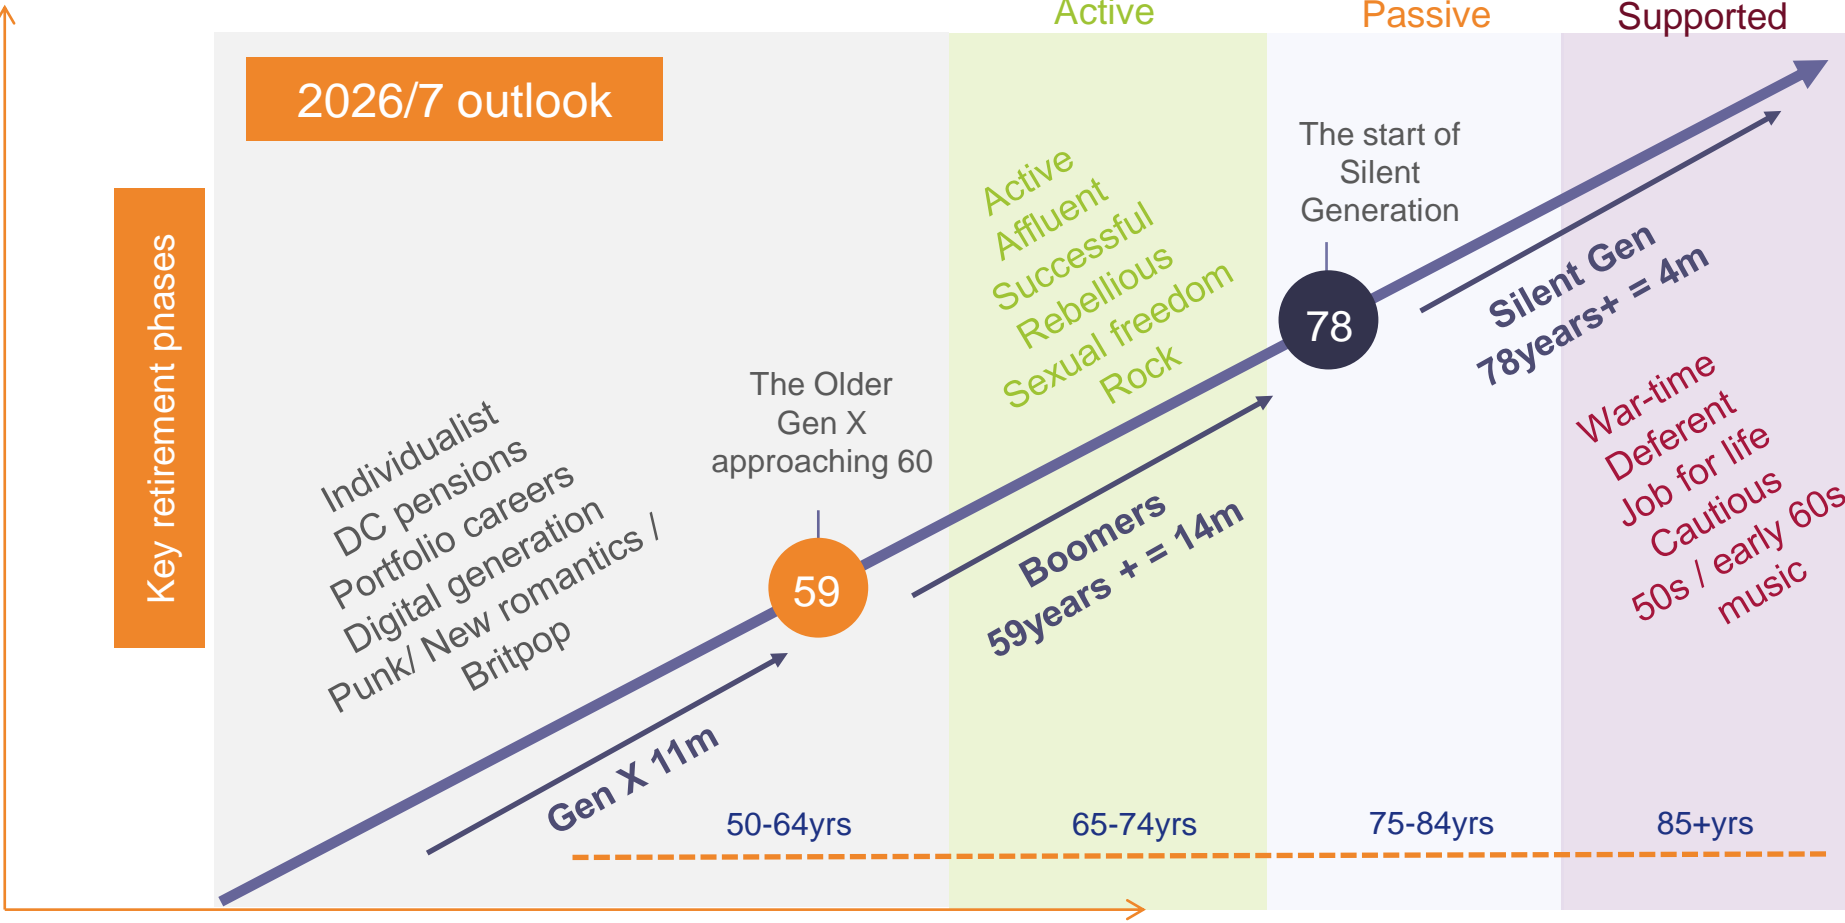 Active
Passive
Supported
2026/7 outlook
Key retirement phases
The start of
Silent
Generation
78
Silent Gen
78years+ = 4m
Active
Affluent
Successful
Rebellious
Sexual freedom
Rock
The Older
Gen X
approaching 60
59
Boomers
59years + = 14m
Individualist
DC pensions
Portfolio careers
Digital generation
Punk/ New romantics /
Britpop
Gen X 11m
War-time
Deferent
Job for life
Cautious
50s / early 60s
music
50-64yrs
65-74yrs
75-84yrs
85+yrs